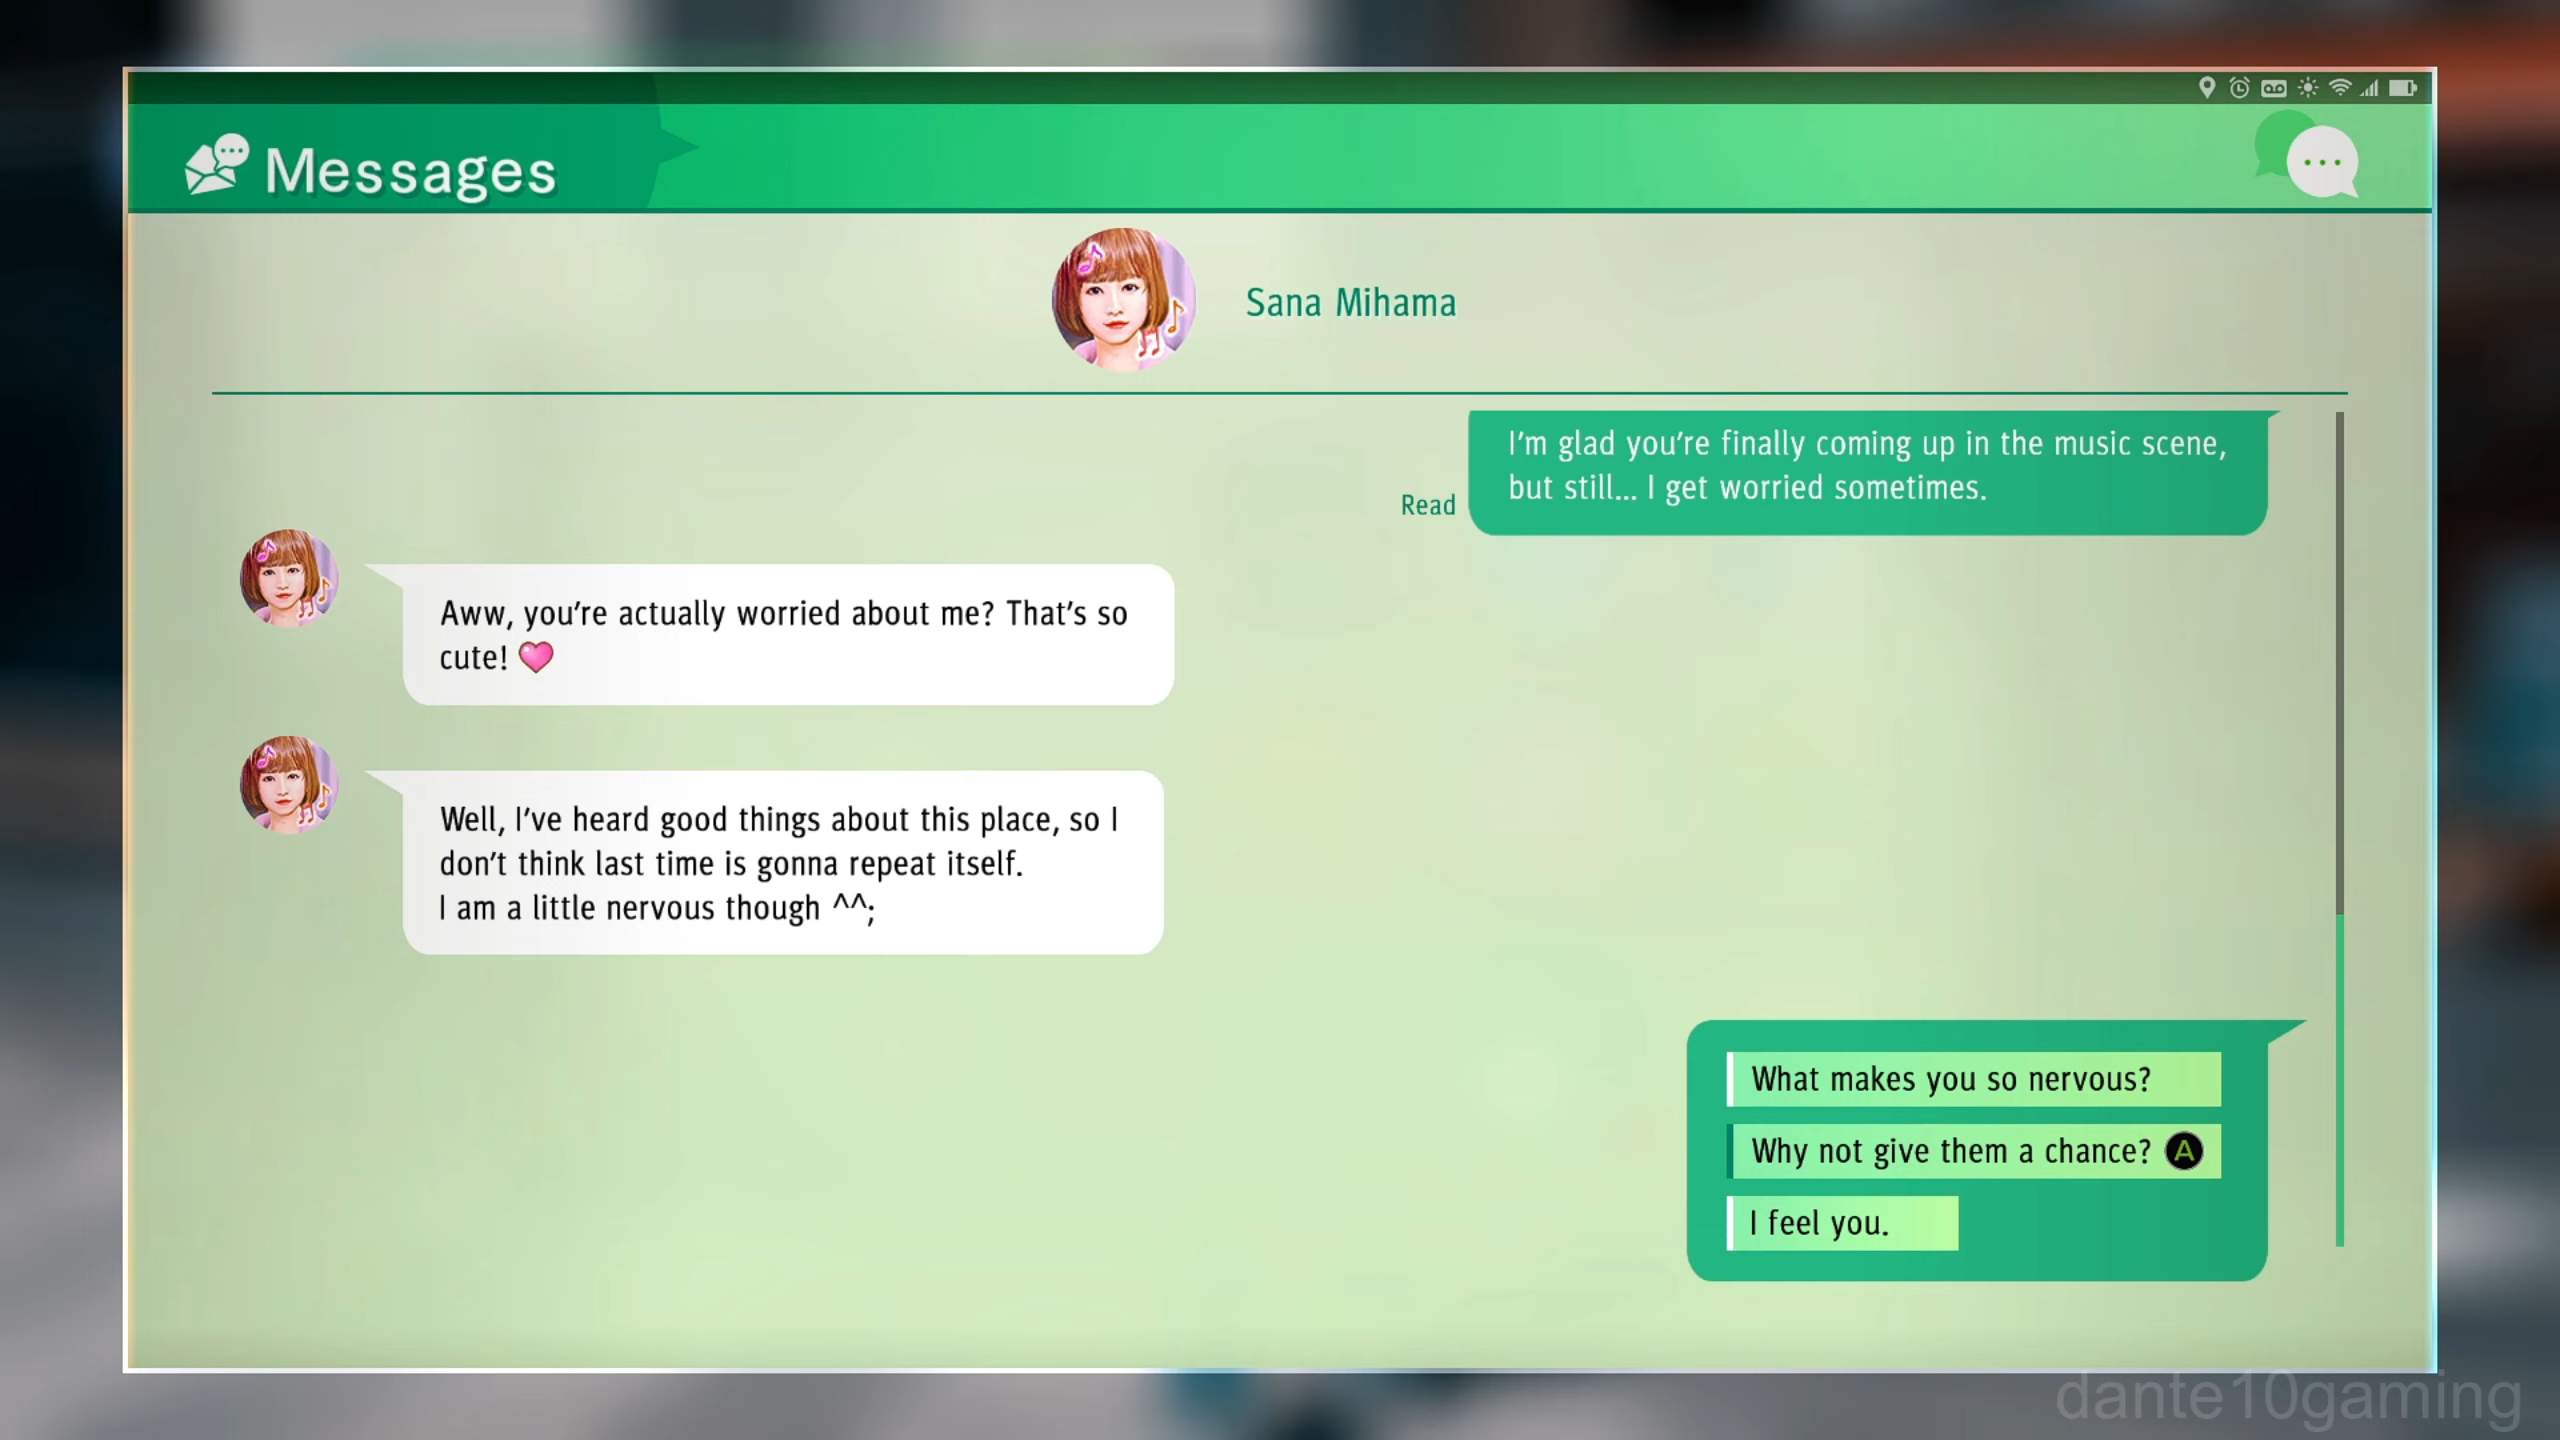 Messages
Sana Mihama
I'm glad you're finally coming up in the music scene,
but still... I get worried sometimes.
Read
Aww, you're actually worried about me? That's so
cute!
Well, I've heard good things about this place, so I
don't think last time is gonna repeat itself.
I am a little nervous though ^^;
What makes you so nervous?
Why not give them a chance? A
I feel you.
dante10gaming